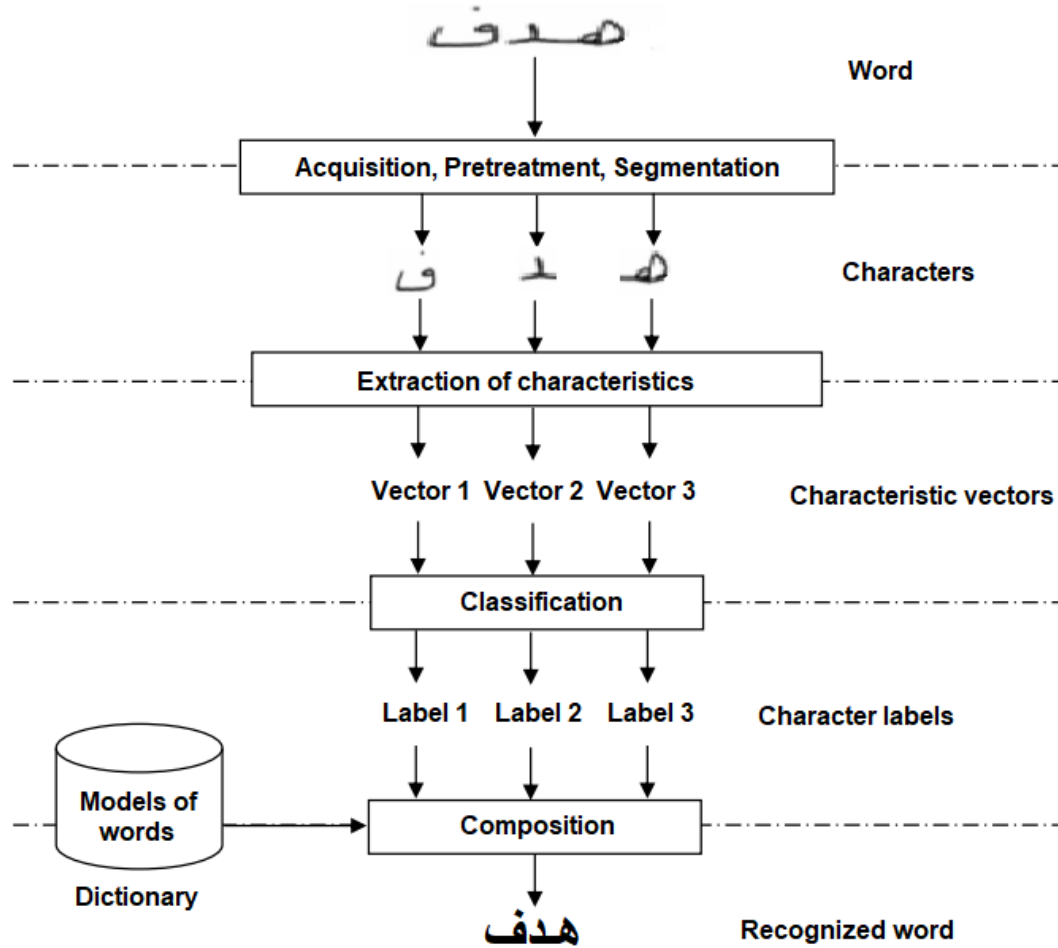 هدف
Word
Acquisition, Pretreatment, Segmentation
ف د هـ
Characters
Extraction of characteristics
Vector 1 Vector 2 Vector 3
Characteristic vectors
Classification
Label 1 Label 2 Label 3
Character labels
Models of
words
Composition
Dictionary
هدف
Recognized word